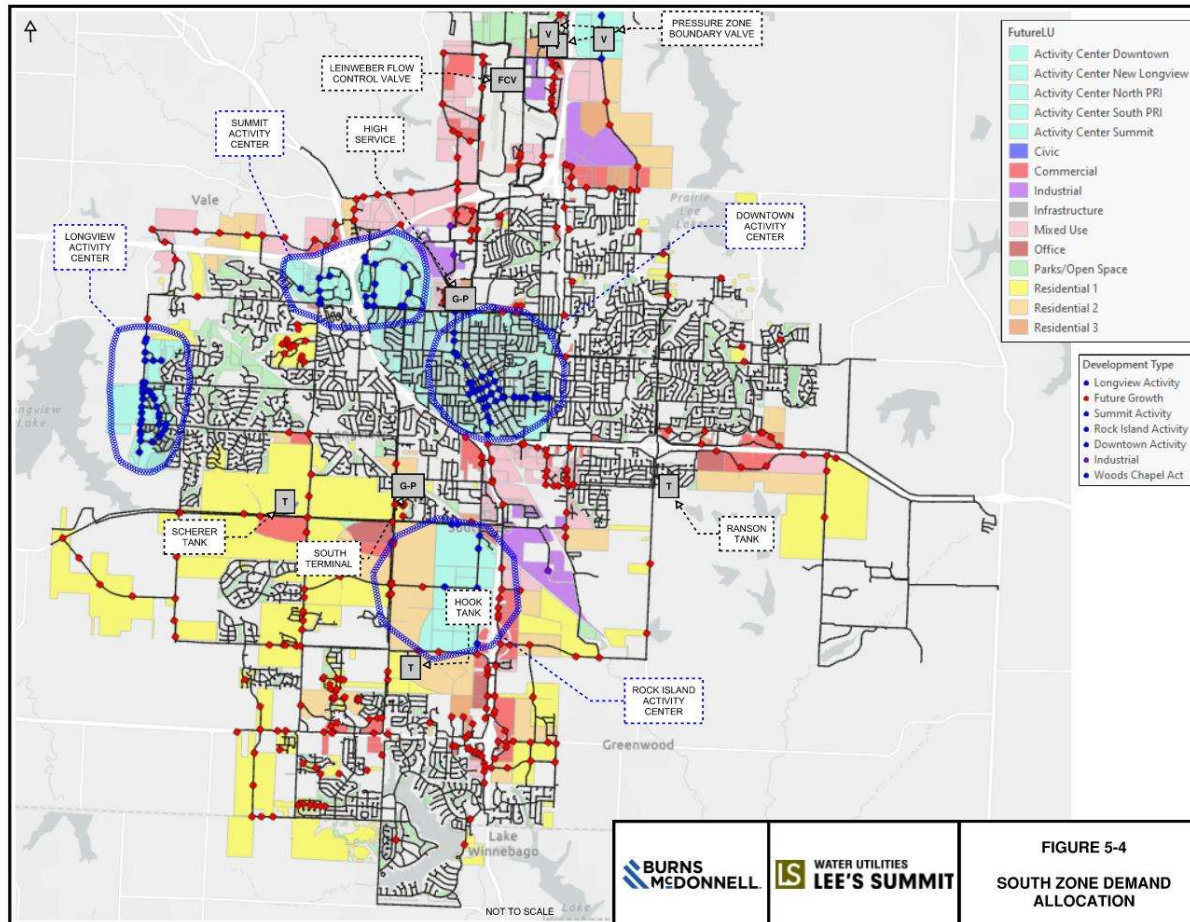 PRESSURE ZONE
BOUNDARY VALVE
V
V
LEINWEBER FLOW
CONTROL VALVE
FCV
SUMMIT
ACTIVITY
CENTER
HIGH
SERVICE
Vale
Prairie
Lee
Lake
DOWNTOWN
ACTIVITY
CENTER
LONGVIEW
ACTIVITY
CENTER
G-P
Longview
Lake
G-P
T
T
SCHERER
TANK
SOUTH
TERMINAL
RANSON
TANK
HOOK
TANK
T
ROCK ISLAND
ACTIVITY
CENTER
Greenwood
Lake
Winnebago
Lake
NOT TO SCALE
FutureLU
Activity Center Downtown
Activity Center New Longview
Activity Center North PRI
Activity Center South PRI
Activity Center Summit
Civic
Commercial
Industrial
Infrastructure
Mixed Use
Office
Parks/Open Space
Residential 1
Residential 2
Residential 3
Development Type
Longview Activity
Future Growth
Summit Activity
Rock Island Activity
Downtown Activity
Industrial
Woods Chapel Act
BURNS
McDONNELL.
LS
WATER UTILITIES
LEE'S SUMMIT
FIGURE 5-4
SOUTH ZONE DEMAND
ALLOCATION